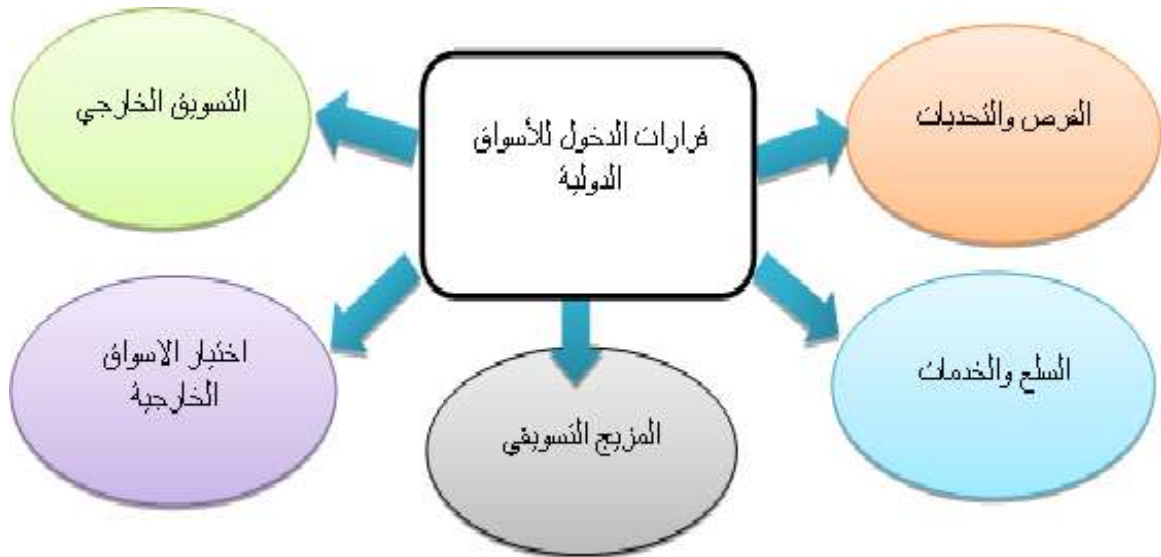 قرارات الدخول للأسواق
الدولية
الفرص والتحديات
التسويق الخارجي
السلع والخدمات
اختيار الاسواق
الخارجية
المزيج التسويقي